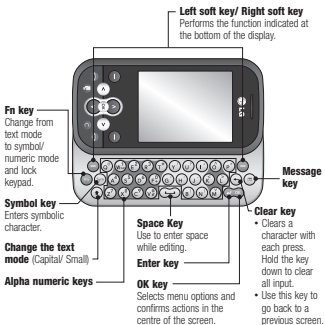 Left soft key/ Right soft key
Performs the function indicated at
the bottom of the display.
LG
Fn key
Change from
text mode
to symbol/
numeric mode
and lock
keypad.
Symbol key
Enters symbolic
character.
Change the text
mode (Capital/ Small)
Alpha numeric keys
Space Key
Use to enter space
while editing.
Enter key
OK key
Selects menu options and
confirms actions in the
centre of the screen.
Message
key
Clear key
• Clears a
character with
each press.
Hold the key
down to clear
all input.
• Use this key to
go back to a
previous screen.